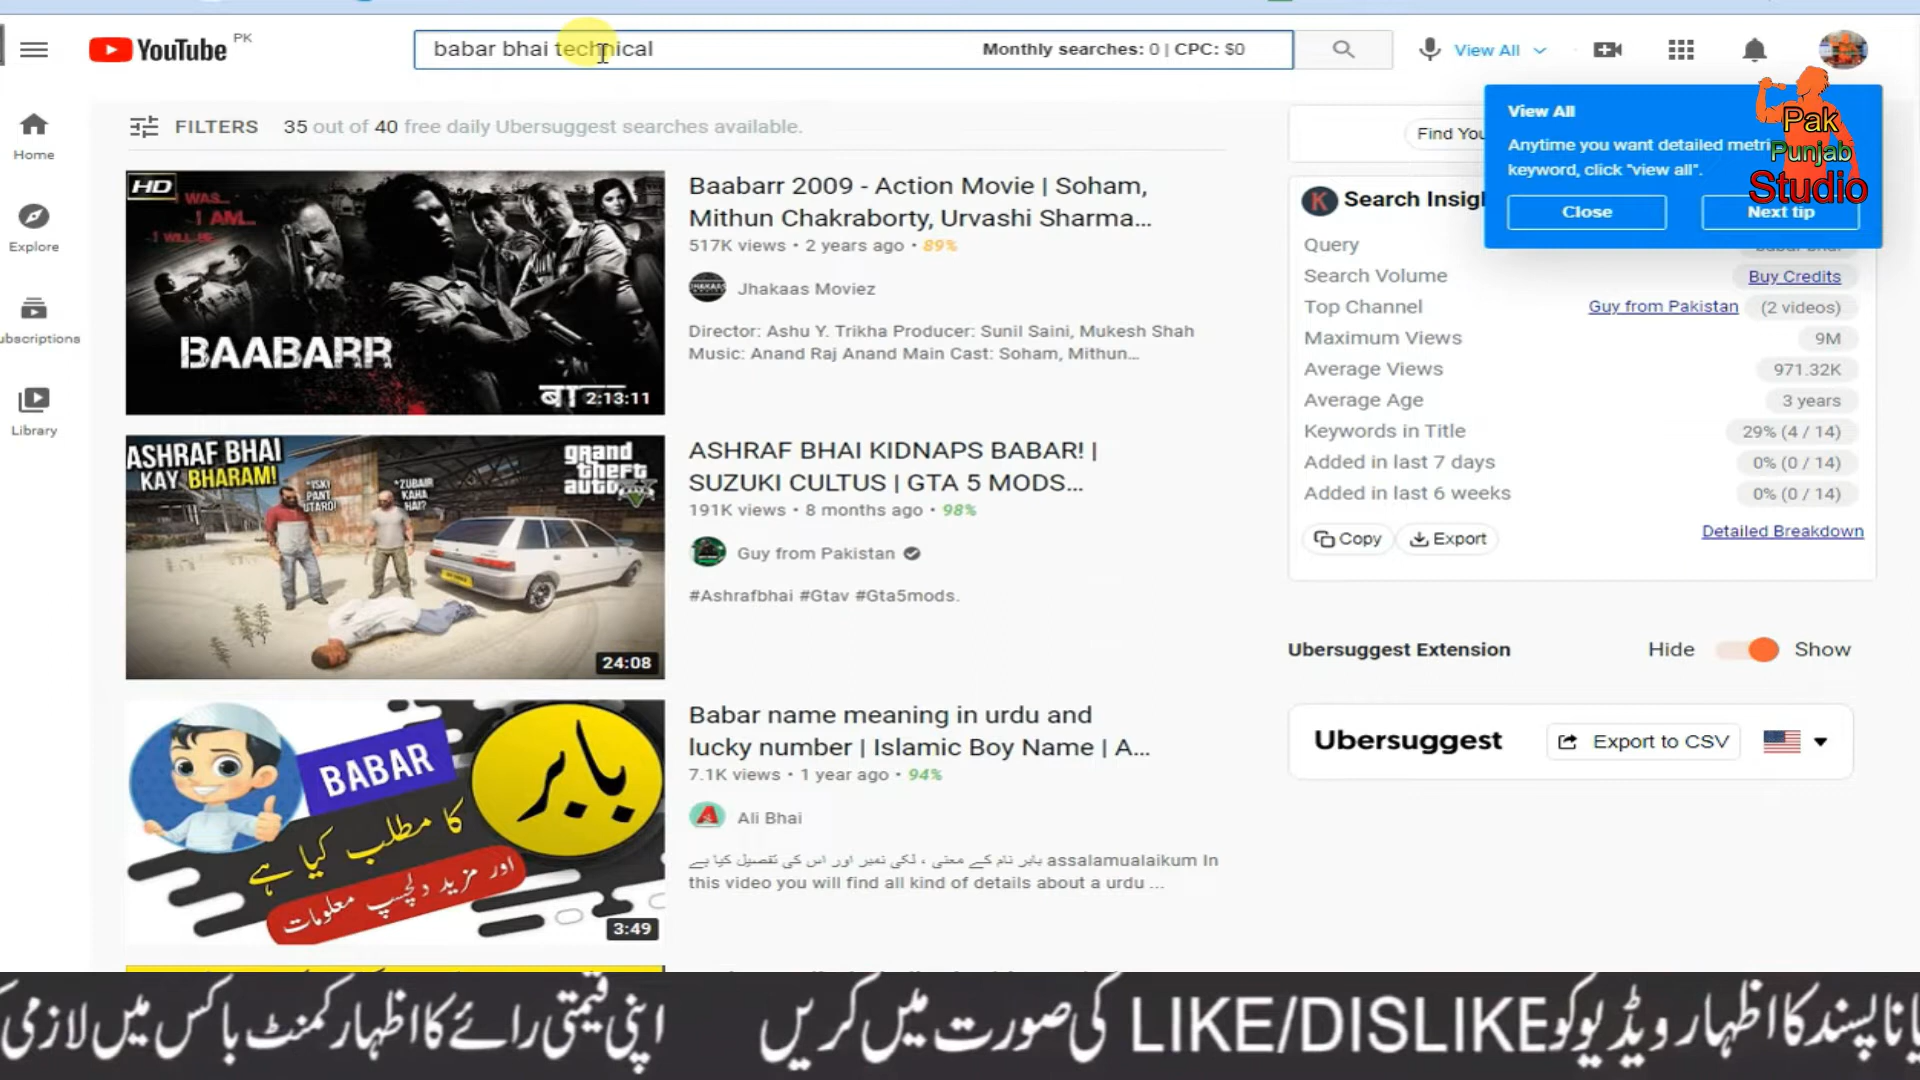 YouTube PK
babar bhai technical
Monthly searches: 0 | CPC: $0
View All
Home
Explore
ubscriptions
Library
FILTERS
35 out of 40 free daily Ubersuggest searches available.
HD
I WAS...
I AM...
I WILL BE
BAABARR
2:13:11
Baabarr 2009 - Action Movie | Soham,
Mithun Chakraborty, Urvashi Sharma...
517K views • 2 years ago • 89%
Jhakaas Moviez
Director: Ashu Y. Trikha Producer: Sunil Saini, Mukesh Shah
Music: Anand Raj Anand Main Cast: Soham, Mithun...
ASHRAF BHAI
KAY BHARAM!
"ISKI
PANT
UTARO!
"ZUBAIR
KAHA
HAI?
grand
theft
auto
24:08
ASHRAF BHAI KIDNAPS BABAR! |
SUZUKI CULTUS | GTA 5 MODS...
191K views • 8 months ago • 98%
Guy from Pakistan
#Ashrafbhai #Gtav #Gta5mods.
BABAR
بابر
کا مطلب کیا ہے
اور مزید دلچسپ معلومات
3:49
Babar name meaning in urdu and
lucky number | Islamic Boy Name | A...
7.1K views • 1 year ago • 94%
Ali Bhai
بابر نام کے معنی ، لکی نمبر اور اس کی تفصیل کیا ہے assalamualaikum In
this video you will find all kind of details about a urdu ...
Find You
View All
Anytime you want detailed metri
keyword, click "view all".
Close
Next tip
Pak
Punjab
Studio
K Search Insigh
Query babar bhai
Search Volume Buy Credits
Top Channel Guy from Pakistan (2 videos)
Maximum Views 9M
Average Views 971.32K
Average Age 3 years
Keywords in Title 29% (4 / 14)
Added in last 7 days 0% (0 / 14)
Added in last 6 weeks 0% (0 / 14)
Copy
Export
Detailed Breakdown
Ubersuggest Extension
Hide
Show
Ubersuggest
Export to CSV
یا ناپسند کا اظہار ویڈیو کو LIKE/DISLIKE کی صورت میں کریں اپنی قیمتی رائے کا اظہار کمنٹ باکس میں لازمی